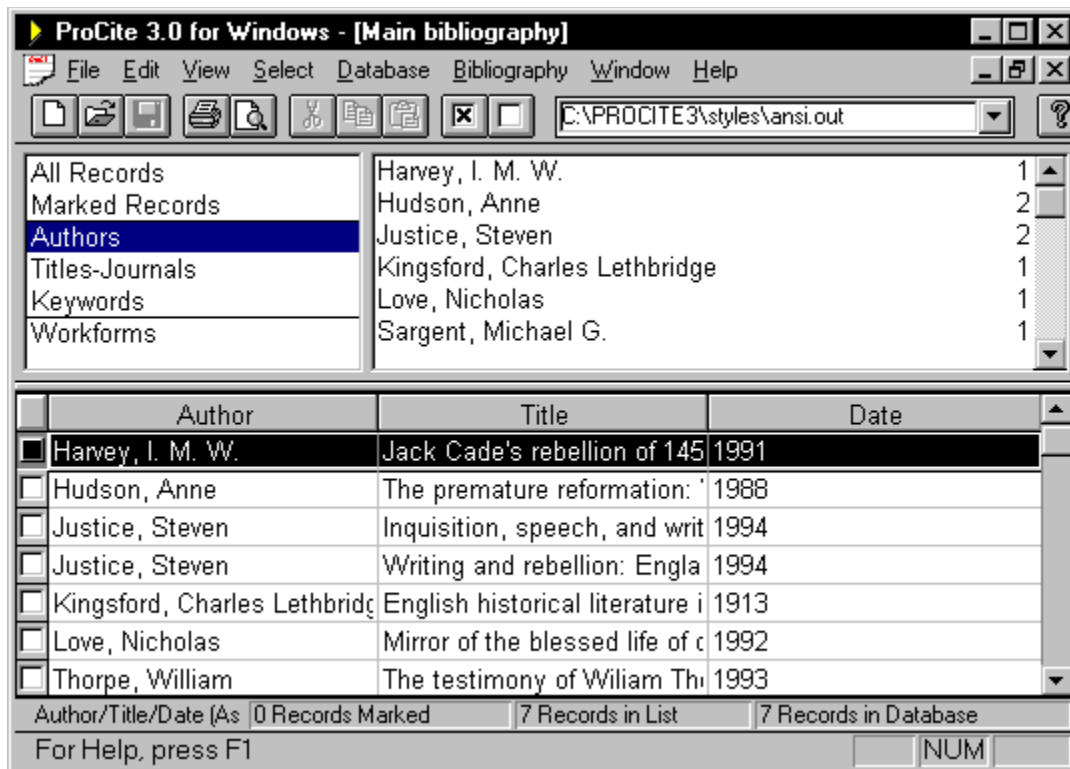 ProCite 3.0 for Windows - [Main bibliography]
File Edit View Select Database Bibliography Window Help
C:\PROCITE3\styles\ansi.out
All Records
Marked Records
Authors
Titles-Journals
Keywords
Workforms
Harvey, I. M. W. 1
Hudson, Anne 2
Justice, Steven 2
Kingsford, Charles Lethbridge 1
Love, Nicholas 1
Sargent, Michael G. 1
Author Title Date
Harvey, I. M. W. Jack Cade's rebellion of 145 1991
Hudson, Anne The premature reformation: ' 1988
Justice, Steven Inquisition, speech, and writ 1994
Justice, Steven Writing and rebellion: Engla 1994
Kingsford, Charles Lethbridg English historical literature i 1913
Love, Nicholas Mirror of the blessed life of 1992
Thorpe, William The testimony of Wiliam Th 1993
Author/Title/Date (As 0 Records Marked 7 Records in List 7 Records in Database
For Help, press F1 NUM